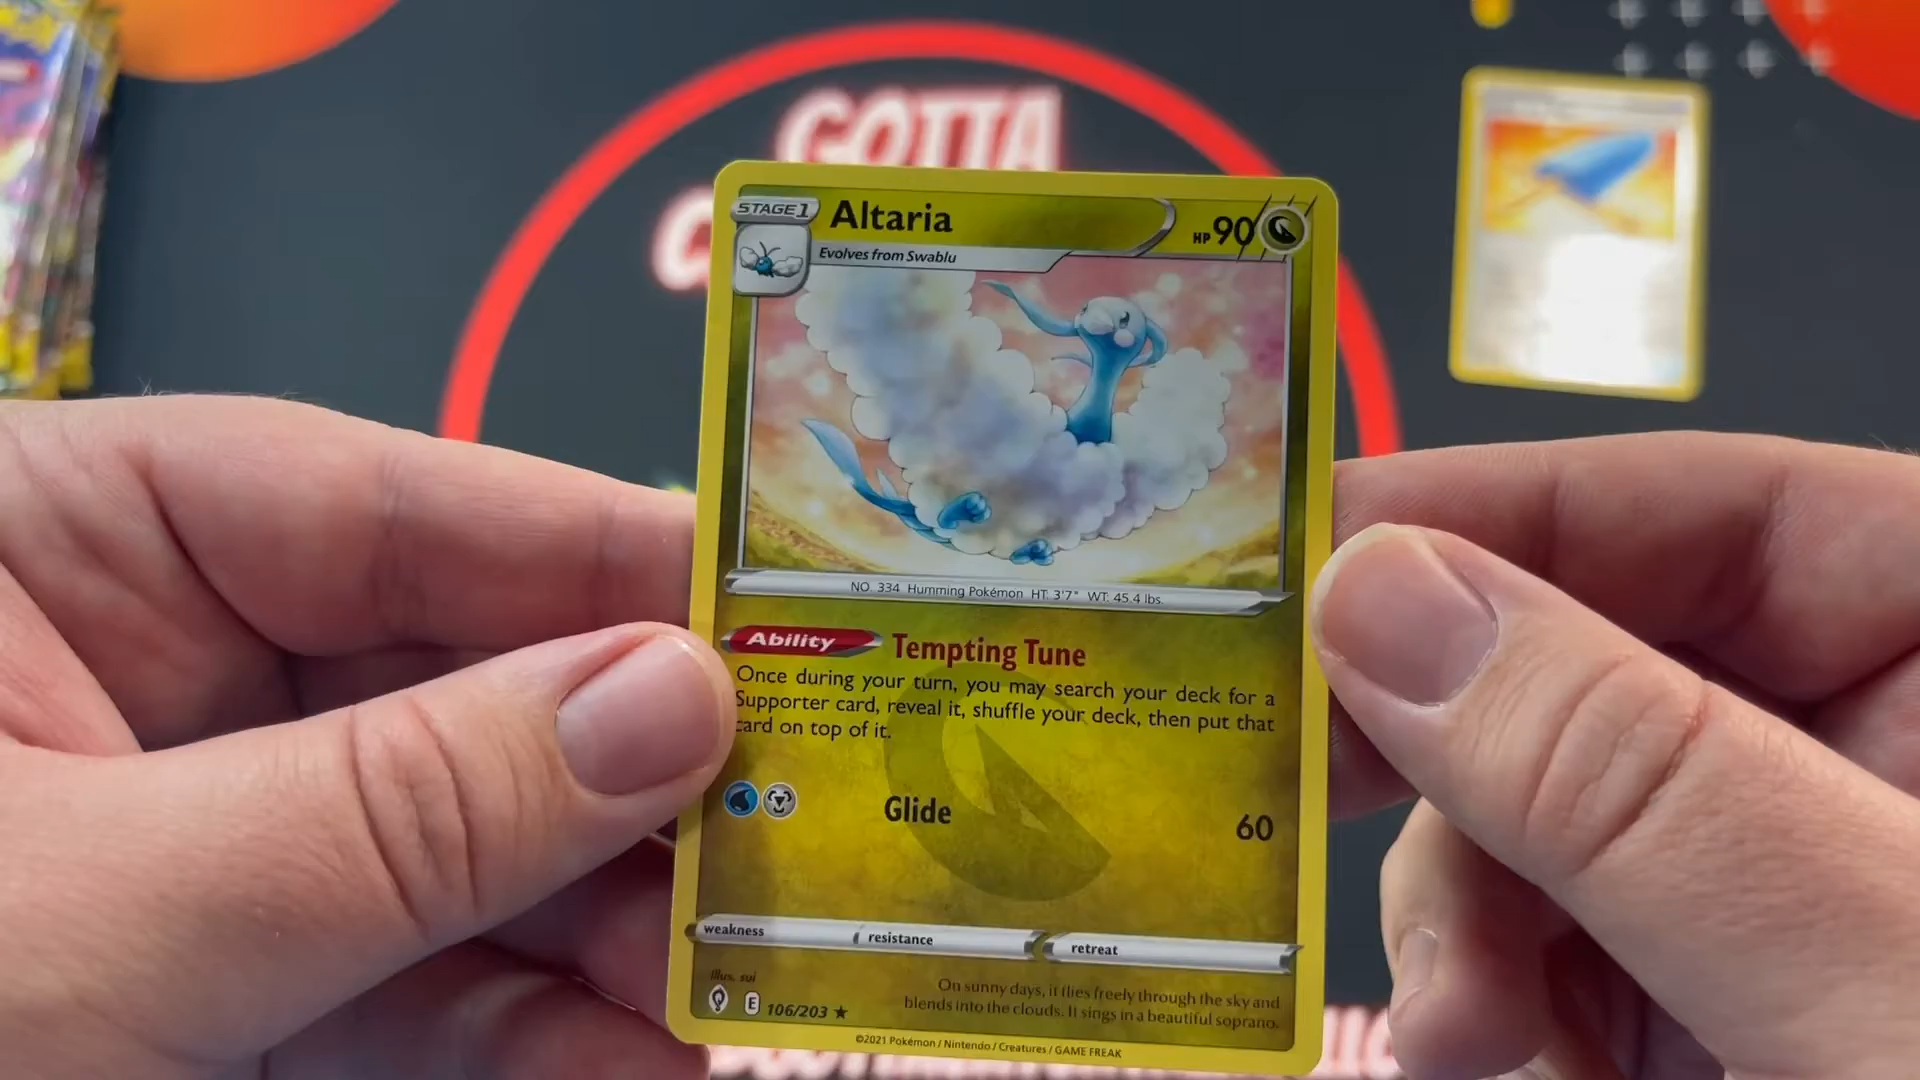 GOTTA
STAGE 1
Altaria
HP 90
Evolves from Swablu
NO. 334 Humming Pokémon HT: 3'7" WT: 45.4 lbs.
Ability
Tempting Tune
Once during your turn, you may search your deck for a
Supporter card, reveal it, shuffle your deck, then put that
card on top of it.
Glide
60
weakness
resistance
retreat
Illus. sui
E
106/203 ★
On sunny days, it flies freely through the sky and
blends into the clouds. It sings in a beautiful soprano.
©2021 Pokémon / Nintendo / Creatures / GAME FREAK